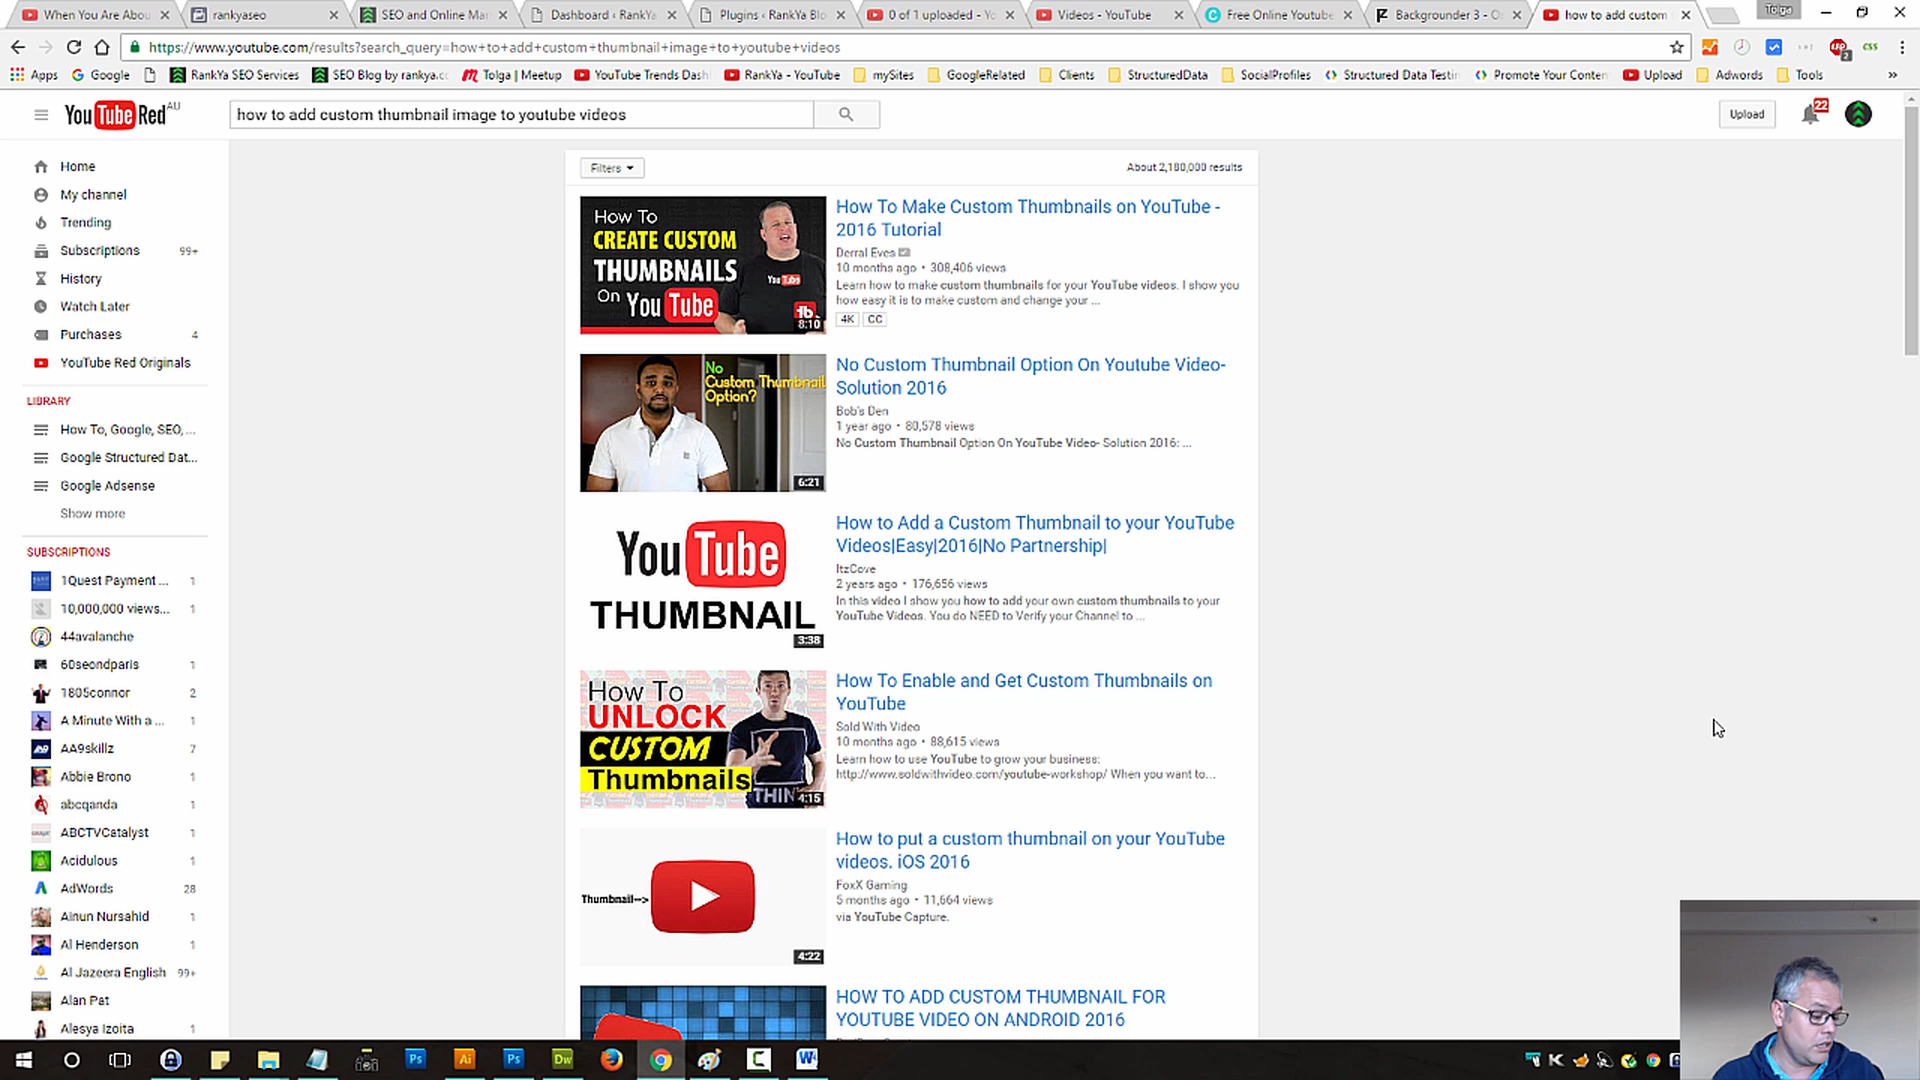 When You Are Abou
rankyaseo
SEO and Online Mar
Dashboard ‹ RankYa
Plugins ‹ RankYa Blo
0 of 1 uploaded - Yo
Videos - YouTube
Free Online Youtube
Backgrounder 3 - O
how to add custom
Tolga
https://www.youtube.com/results?search_query=how+to+add+custom+thumbnail+image+to+youtube+videos
Apps
Google
RankYa SEO Services
SEO Blog by rankya.c
Tolga | Meetup
YouTube Trends Dash
RankYa - YouTube
mySites
GoogleRelated
Clients
StructuredData
SocialProfiles
Structured Data Testin
Promote Your Conten
Upload
Adwords
Tools
»
YouTube Red AU
how to add custom thumbnail image to youtube videos
Upload
22
Home
My channel
Trending
Subscriptions 99+
History
Watch Later
Purchases 4
YouTube Red Originals
LIBRARY
How To, Google, SEO, ...
Google Structured Dat...
Google Adsense
Show more
SUBSCRIPTIONS
1Quest Payment ... 1
10,000,000 views... 1
44avalanche
60seondparis 1
1805connor 2
A Minute With a ... 1
AA9skillz 7
Abbie Brono 1
abcqanda 1
ABCTVCatalyst 1
Acidulous 1
AdWords 28
Ainun Nursahid 1
Al Henderson 1
Al Jazeera English 99+
Alan Pat
Alesya Izoita 1
Filters
About 2,180,000 results
How To
CREATE CUSTOM
THUMBNAILS
On YouTube
YouTube
8:10
How To Make Custom Thumbnails on YouTube -
2016 Tutorial
Derral Eves
10 months ago • 308,406 views
Learn how to make custom thumbnails for your YouTube videos. I show you
how easy it is to make custom and change your ...
4K CC
No
Custom Thumbnail
Option?
6:21
No Custom Thumbnail Option On Youtube Video-
Solution 2016
Bob's Den
1 year ago • 80,578 views
No Custom Thumbnail Option On YouTube Video- Solution 2016: ...
YouTube
THUMBNAIL
3:38
How to Add a Custom Thumbnail to your YouTube
Videos|Easy|2016|No Partnership|
ItzCove
2 years ago • 176,656 views
In this video I show you how to add your own custom thumbnails to your
YouTube Videos. You do NEED to Verify your Channel to ...
How To
UNLOCK
CUSTOM
Thumbnails
THIN
4:15
How To Enable and Get Custom Thumbnails on
YouTube
Sold With Video
10 months ago • 88,615 views
Learn how to use YouTube to grow your business:
http://www.soldwithvideo.com/youtube-workshop/ When you want to...
Thumbnail-->
4:22
How to put a custom thumbnail on your YouTube
videos. iOS 2016
FoxX Gaming
5 months ago • 11,664 views
via YouTube Capture.
HOW TO ADD CUSTOM THUMBNAIL FOR
YOUTUBE VIDEO ON ANDROID 2016
Ps
Ai
Ps
Dw